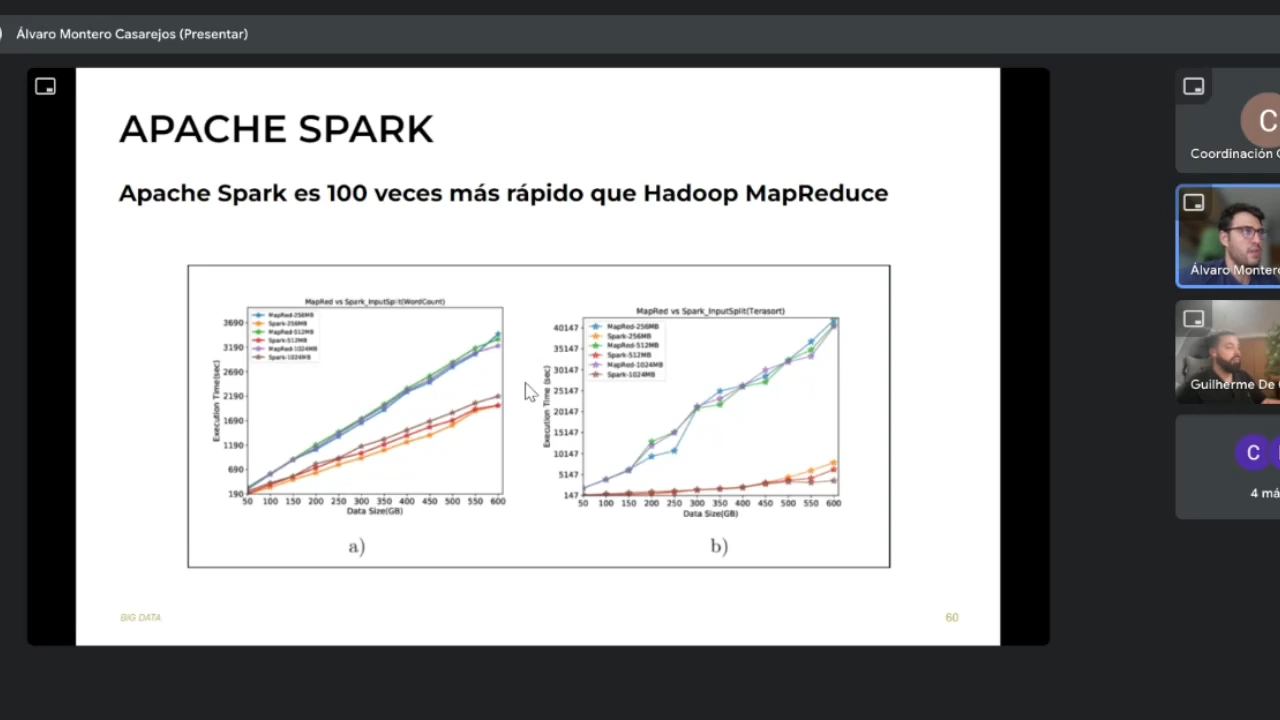 Álvaro Montero Casarejos (Presentar)
APACHE SPARK
Apache Spark es 100 veces más rápido que Hadoop MapReduce
MapRed vs Spark_InputSplit(WordCount)
MapRed-256MB
Spark-256MB
MapRed-512MB
Spark-512MB
MapRed-1024MB
Spark-1024MB
Execution Time(sec)
3690
3190
2690
2190
1690
1190
690
190
50 100 150 200 250 300 350 400 450 500 550 600
Data Size(GB)
a)
MapRed vs Spark_InputSplit(Terasort)
MapRed-256MB
Spark-256MB
MapRed-512MB
Spark-512MB
MapRed-1024MB
Spark-1024MB
Execution Time (sec)
40147
35147
30147
25147
20147
15147
10147
5147
147
50 100 150 200 250 300 350 400 450 500 550 600
Data Size(GB)
b)
BIG DATA
60
C
Coordinación
Álvaro Montero
Guilherme De
C
4 má